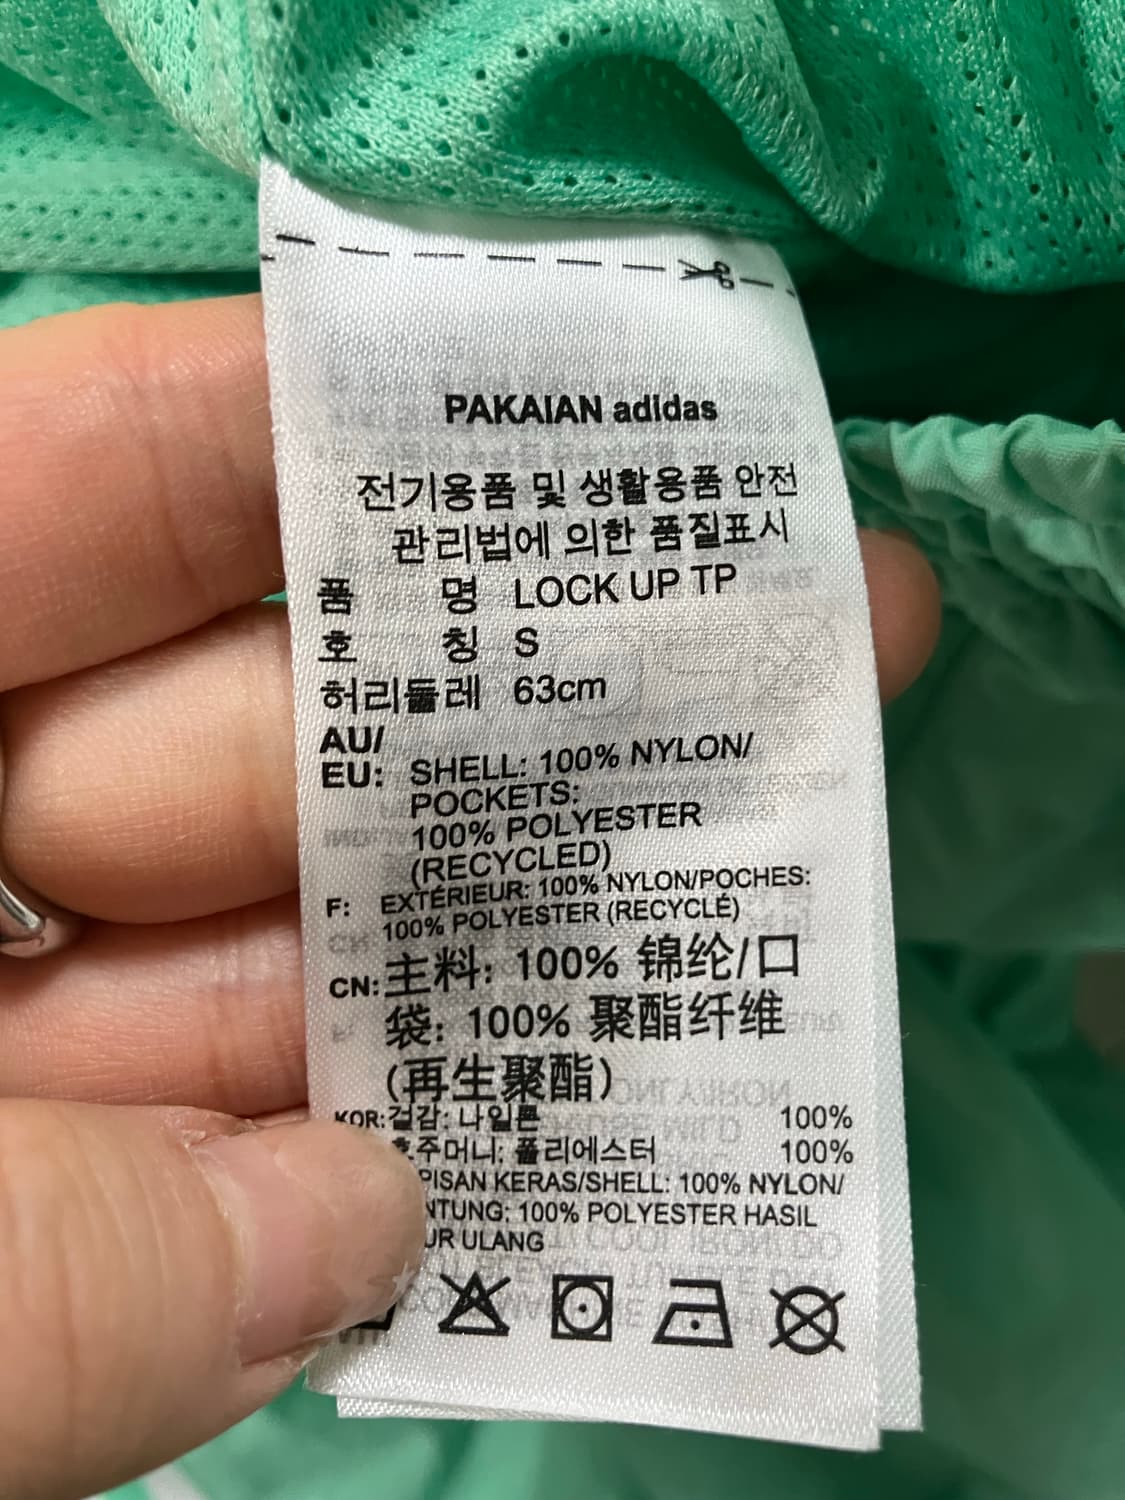 PAKAIAN adidas
전기용품 및 생활용품 안전
관리법에 의한 품질표시
품 명 LOCK UP TP
호 칭 S
허리둘레 63cm
AU/
EU: SHELL: 100% NYLON/
POCKETS:
100% POLYESTER
(RECYCLED)
F: EXTÉRIEUR: 100% NYLON/POCHES:
100% POLYESTER (RECYCLÉ)
CN: 主料: 100% 锦纶/口
袋: 100% 聚酯纤维
(再生聚酯)
KOR: 겉감: 나일론 100%
호주머니: 폴리에스터 100%
PISAN KERAS/SHELL: 100% NYLON/
NTUNG: 100% POLYESTER HASIL
UR ULANG